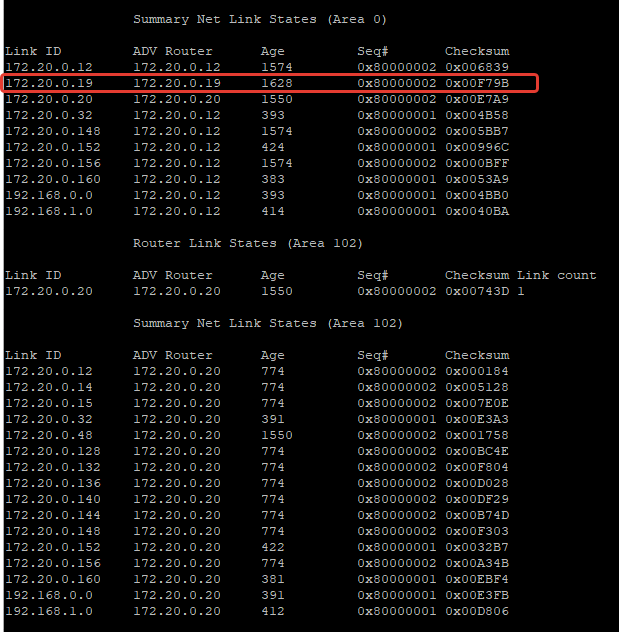 Summary Net Link States (Area 0)
Link ID ADV Router Age Seq# Checksum
172.20.0.12 172.20.0.12 1574 0x80000002 0x006839
172.20.0.19 172.20.0.19 1628 0x80000002 0x00F79B
172.20.0.20 172.20.0.20 1550 0x80000002 0x00E7A9
172.20.0.32 172.20.0.12 393 0x80000001 0x004B58
172.20.0.148 172.20.0.12 1574 0x80000002 0x005BB7
172.20.0.152 172.20.0.12 424 0x80000001 0x00996C
172.20.0.156 172.20.0.12 1574 0x80000002 0x000BFF
172.20.0.160 172.20.0.12 383 0x80000001 0x0053A9
192.168.0.0 172.20.0.12 393 0x80000001 0x004BB0
192.168.1.0 172.20.0.12 414 0x80000001 0x0040BA
Router Link States (Area 102)
Link ID ADV Router Age Seq# Checksum Link count
172.20.0.20 172.20.0.20 1550 0x80000002 0x00743D 1
Summary Net Link States (Area 102)
Link ID ADV Router Age Seq# Checksum
172.20.0.12 172.20.0.20 774 0x80000002 0x000184
172.20.0.14 172.20.0.20 774 0x80000002 0x005128
172.20.0.15 172.20.0.20 774 0x80000002 0x007E0E
172.20.0.32 172.20.0.20 391 0x80000001 0x00E3A3
172.20.0.48 172.20.0.20 1550 0x80000002 0x001758
172.20.0.128 172.20.0.20 774 0x80000002 0x00BC4E
172.20.0.132 172.20.0.20 774 0x80000002 0x00F804
172.20.0.136 172.20.0.20 774 0x80000002 0x00D028
172.20.0.140 172.20.0.20 774 0x80000002 0x00DF29
172.20.0.144 172.20.0.20 774 0x80000002 0x00B74D
172.20.0.148 172.20.0.20 774 0x80000002 0x00F303
172.20.0.152 172.20.0.20 422 0x80000001 0x0032B7
172.20.0.156 172.20.0.20 774 0x80000002 0x00A34B
172.20.0.160 172.20.0.20 381 0x80000001 0x00EBF4
192.168.0.0 172.20.0.20 391 0x80000001 0x00E3FB
192.168.1.0 172.20.0.20 412 0x80000001 0x00D806